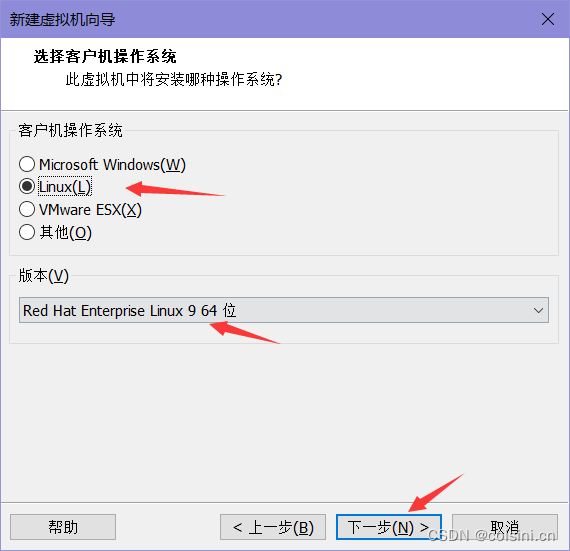 新建虚拟机向导
选择客户机操作系统
此虚拟机中将安装哪种操作系统?
客户机操作系统
Microsoft Windows(W)
Linux(L)
VMware ESX(X)
其他(O)
版本(V)
Red Hat Enterprise Linux 9 64 位
帮助
< 上一步(B)
下一步(N) >
取消
CSDN @coisini.cn